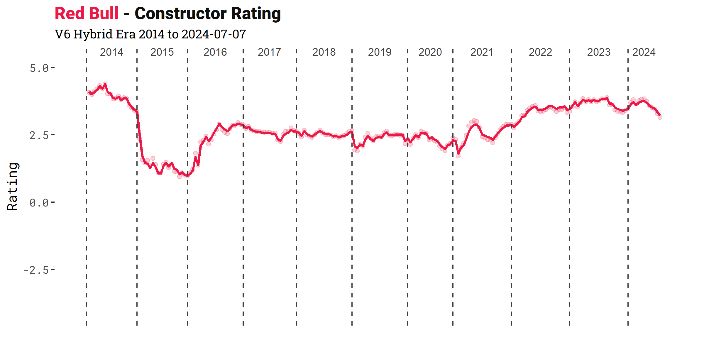 Red Bull - Constructor Rating
V6 Hybrid Era 2014 to 2024-07-07
2014 2015 2016 2017 2018 2019 2020 2021 2022 2023 2024
5.0
2.5
0.0
-2.5
Rating